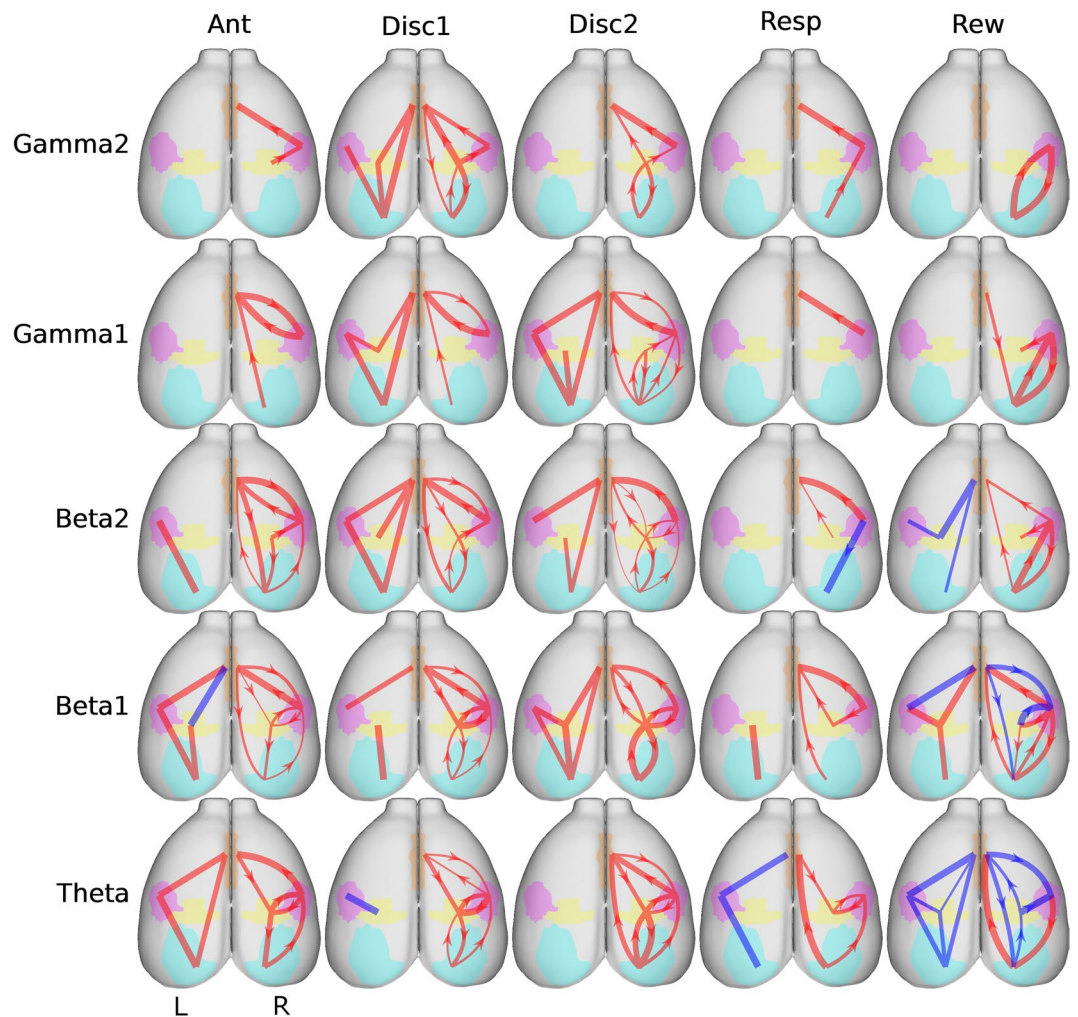 Ant Disc1 Disc2 Resp Rew
Gamma2
Gamma1
Beta2
Beta1
Theta
L R